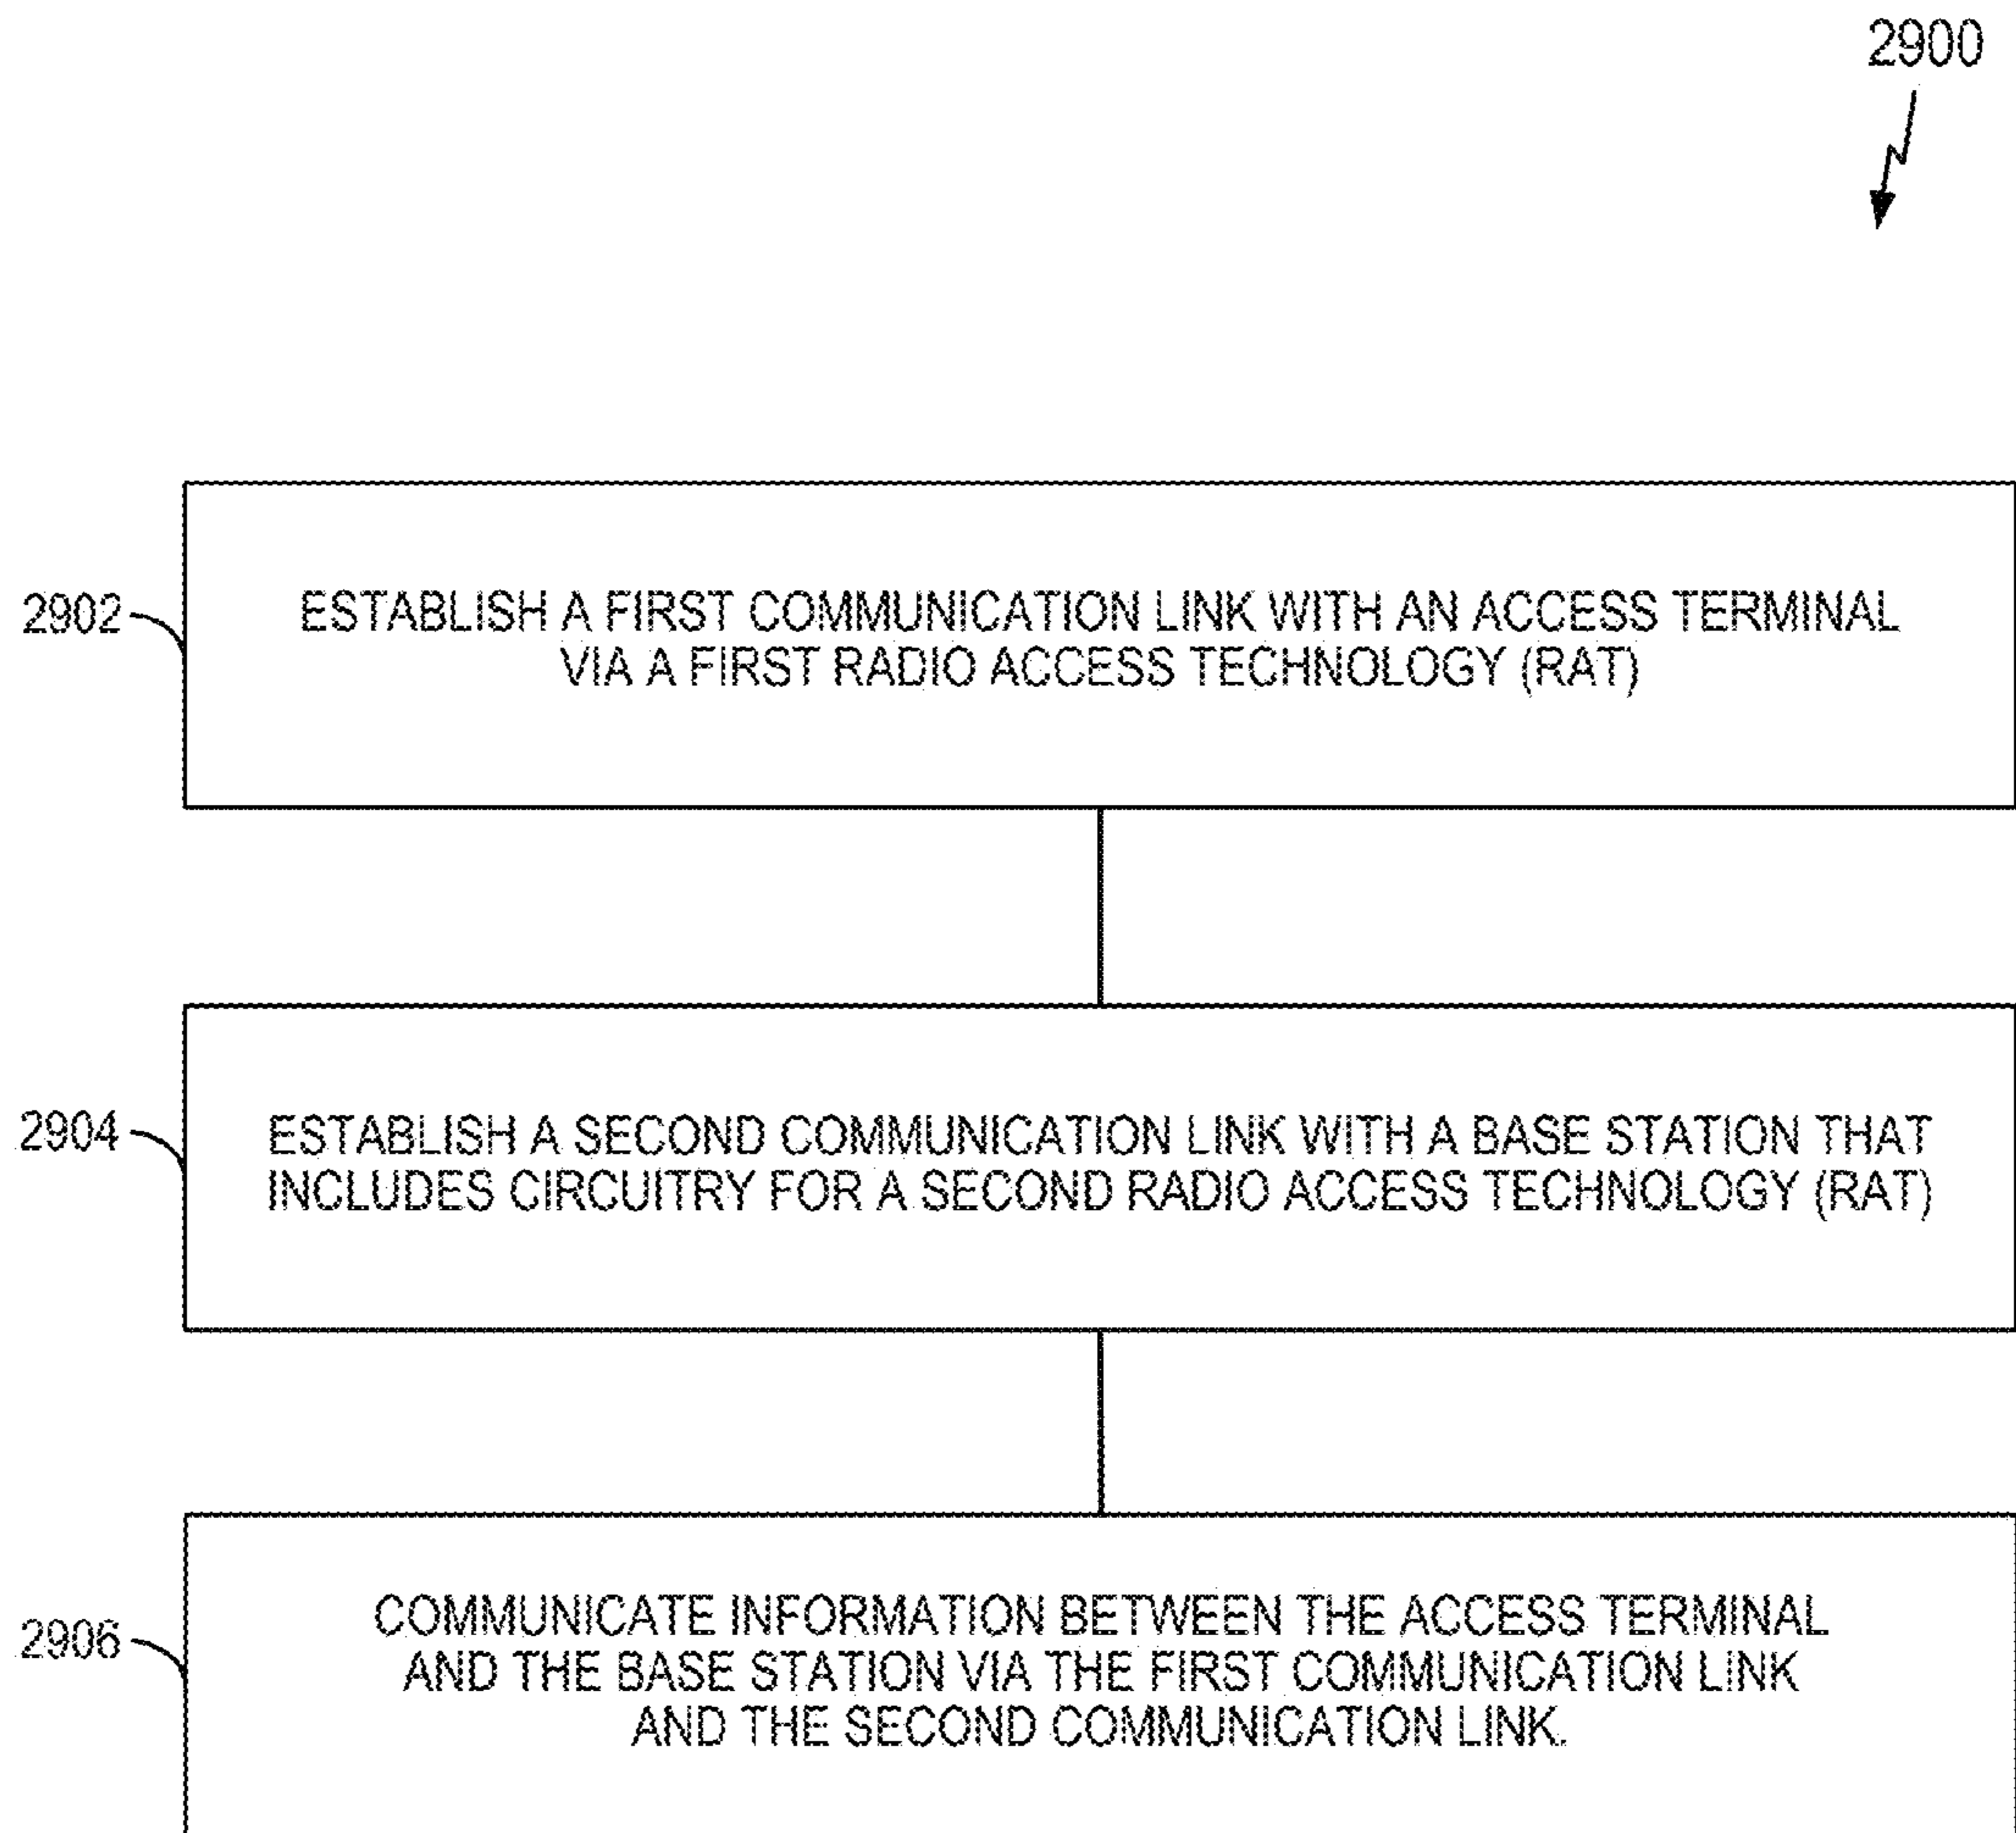 2900
2902
ESTABLISH A FIRST COMMUNICATION LINK WITH AN ACCESS TERMINAL
VIA A FIRST RADIO ACCESS TECHNOLOGY (RAT)
2904
ESTABLISH A SECOND COMMUNICATION LINK WITH A BASE STATION THAT
INCLUDES CIRCUITRY FOR A SECOND RADIO ACCESS TECHNOLOGY (RAT)
2906
COMMUNICATE INFORMATION BETWEEN THE ACCESS TERMINAL
AND THE BASE STATION VIA THE FIRST COMMUNICATION LINK
AND THE SECOND COMMUNICATION LINK.